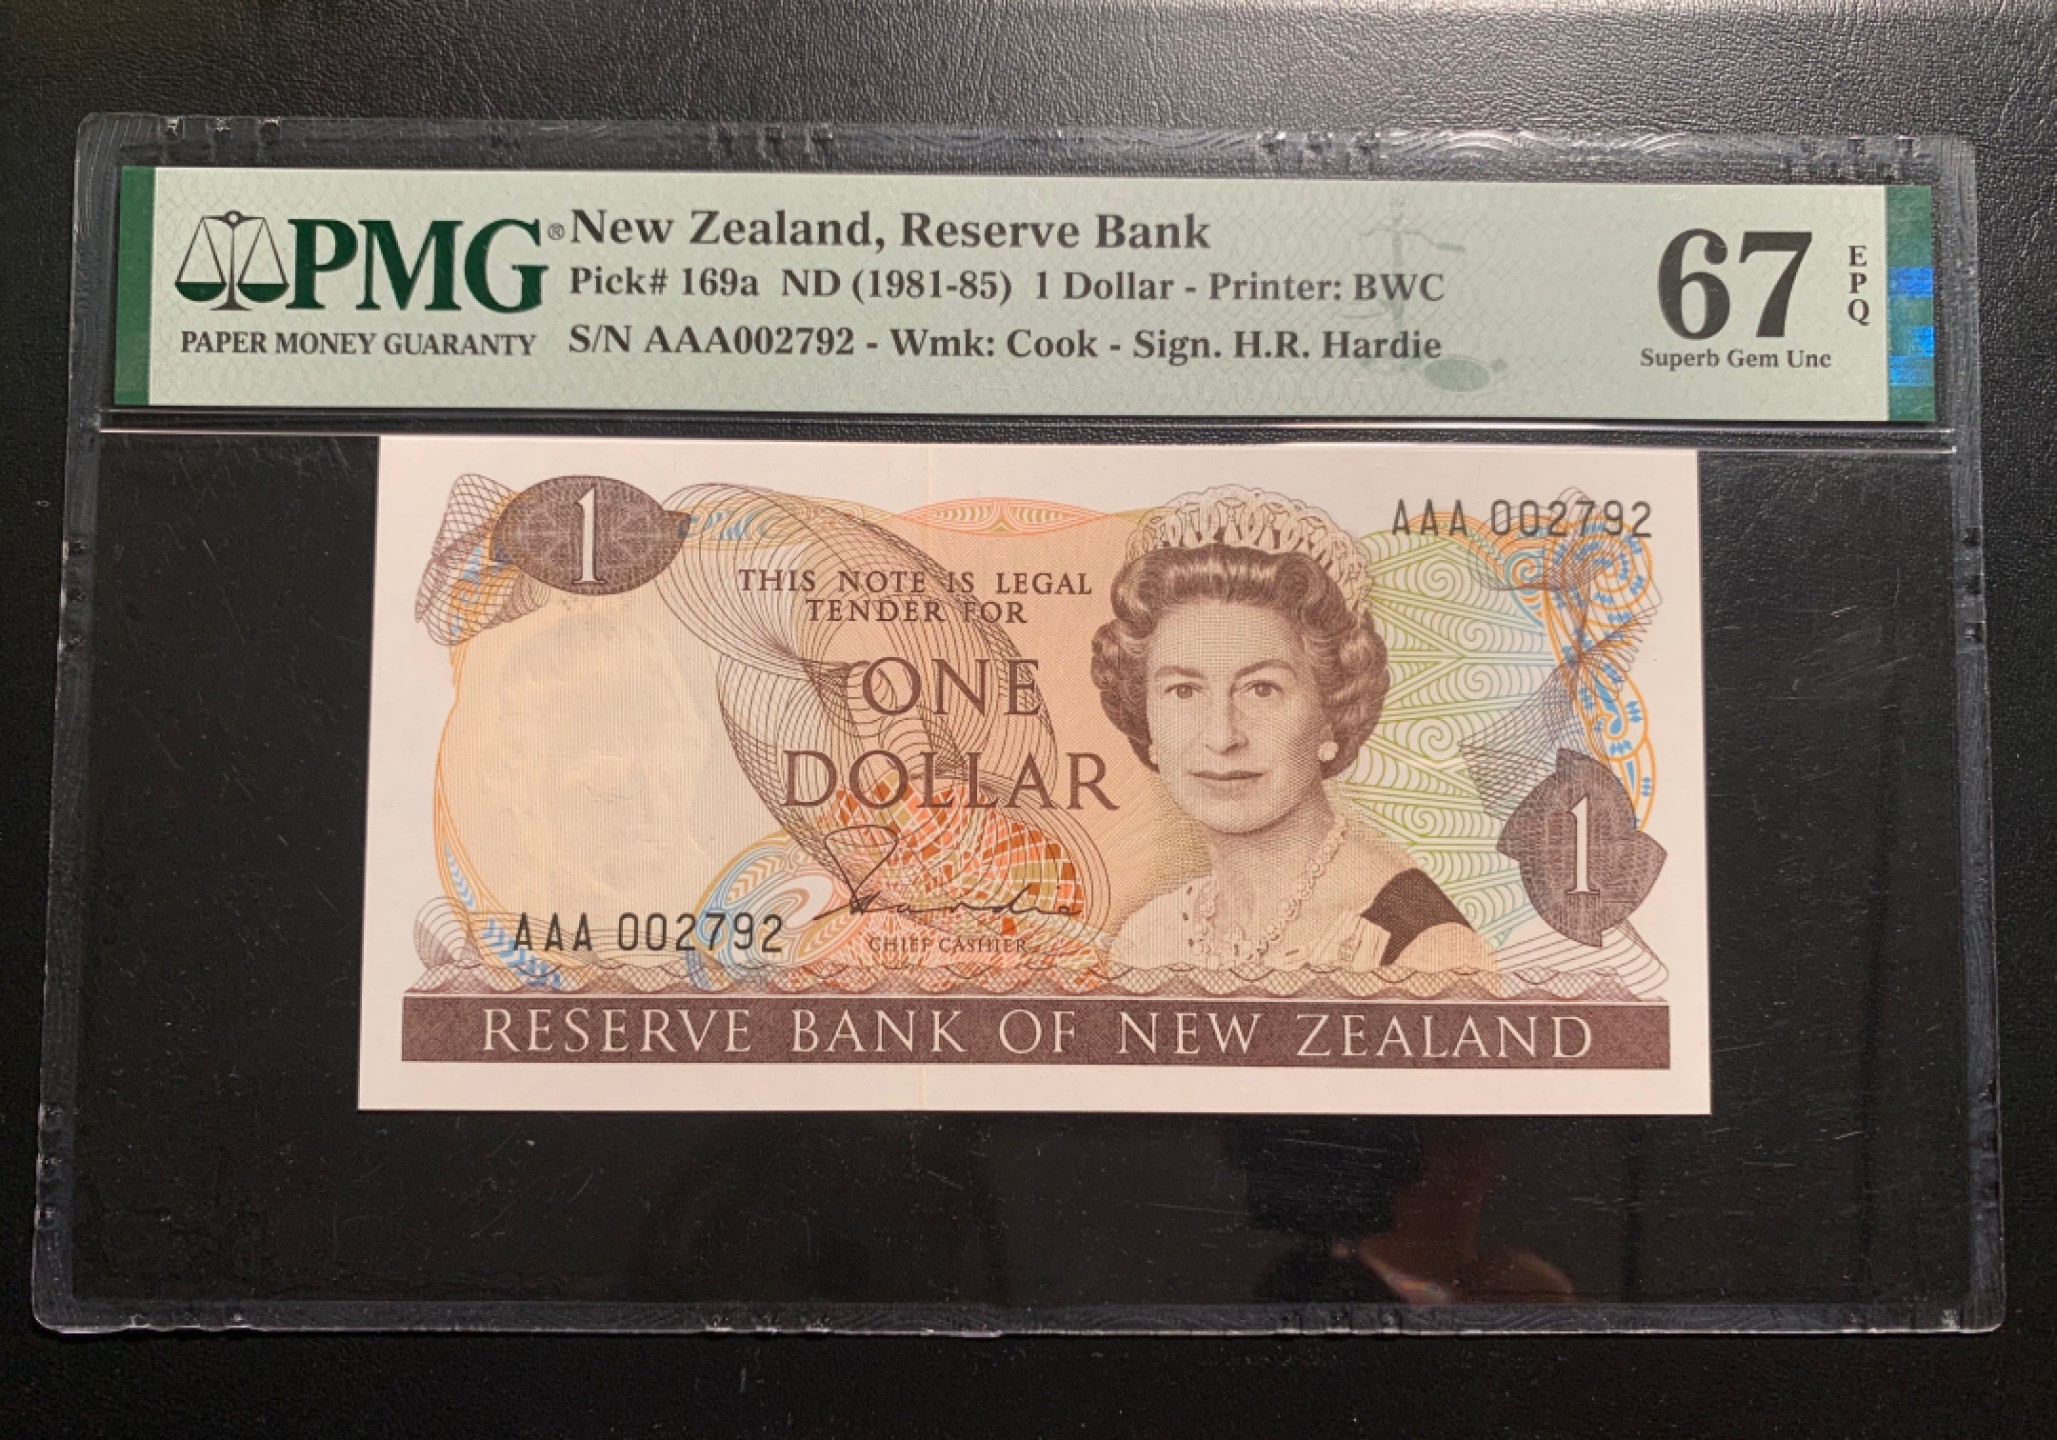 PMG®
PAPER MONEY GUARANTY
New Zealand, Reserve Bank
Pick# 169a ND (1981-85) 1 Dollar - Printer: BWC
S/N AAA002792 - Wmk: Cook - Sign. H.R. Hardie
67
EPQ
Superb Gem Unc
1
AAA 002792
THIS NOTE IS LEGAL
TENDER FOR
ONE
DOLLAR
1
Hardie
AAA 002792
CHIEF CASHIER
RESERVE BANK OF NEW ZEALAND